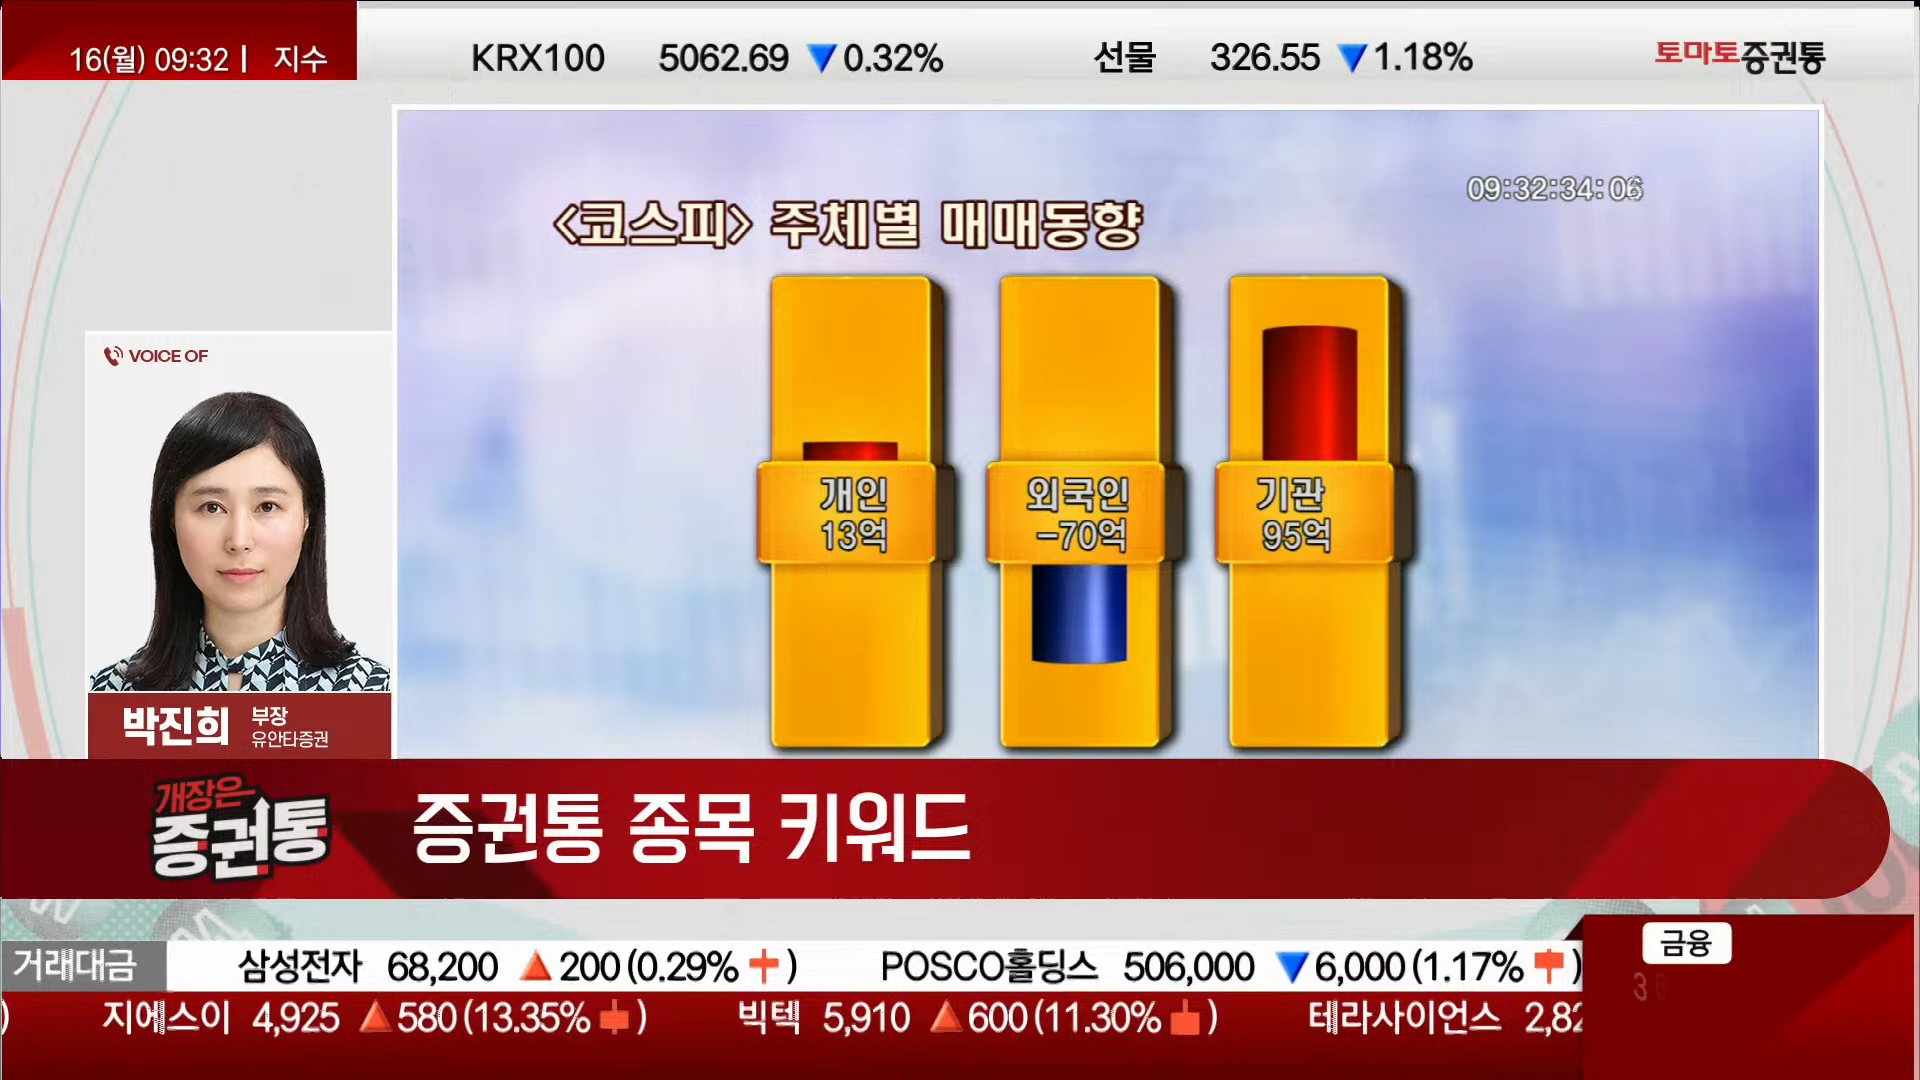 16(월) 09:32 | 지수
KRX100 5062.69 ▼0.32% 선물 326.55 ▼1.18%
토마토증권통
09:32:34:06
<코스피> 주체별 매매동향
개인
13억
외국인
-70억
기관
95억
VOICE OF
박진희 부장
유안타증권
개장은
증권통
증권통 종목 키워드
거래대금 삼성전자 68,200 ▲200(0.29%) POSCO홀딩스 506,000 ▼6,000(1.17%)
금융
) 지에스이 4,925 ▲580(13.35%) 빅텍 5,910 ▲600(11.30%) 테라사이언스 2,82